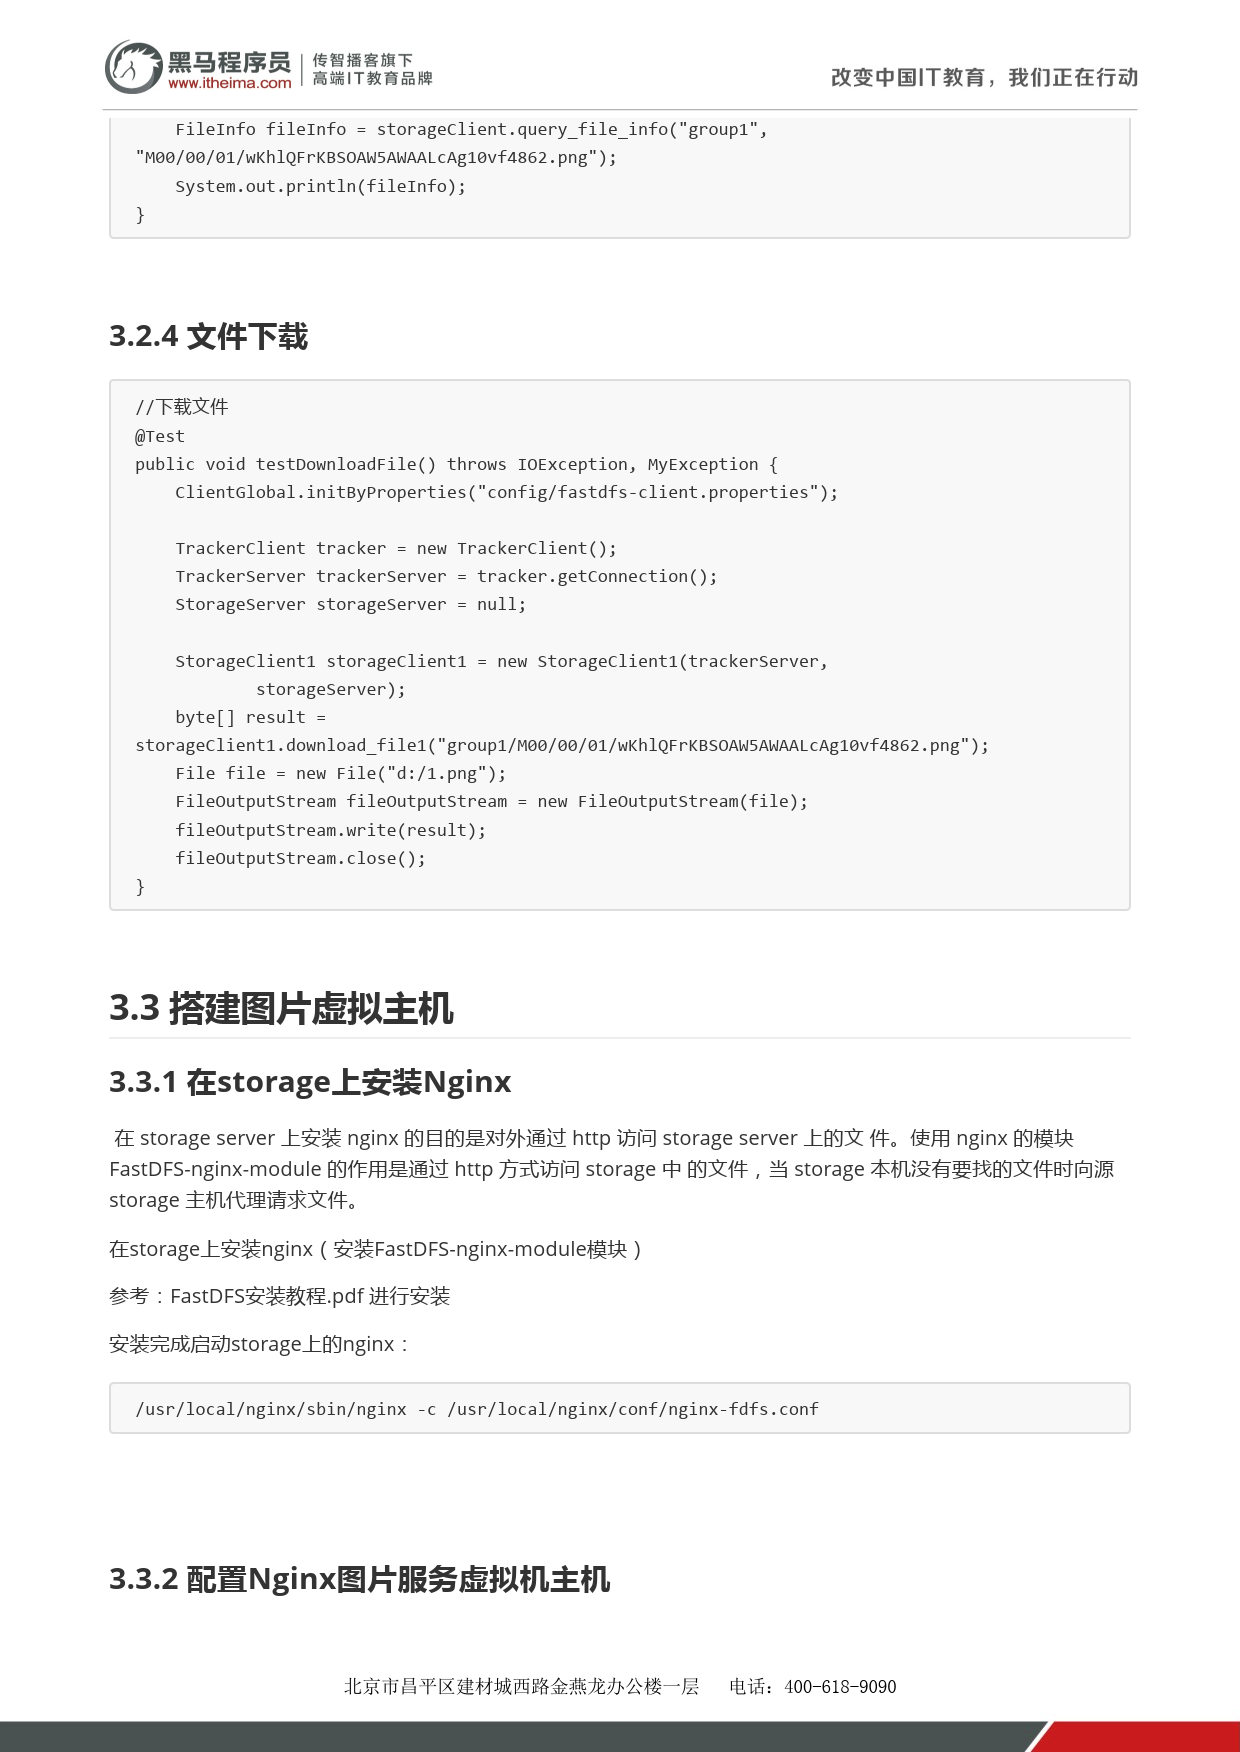 黑马程序员
www.itheima.com
传智播客旗下
高端IT教育品牌
改变中国IT教育，我们正在行动
    FileInfo fileInfo = storageClient.query_file_info("group1",
"M00/00/01/wKhlQFrKBSOAW5AWAALcAg10vf4862.png");
    System.out.println(fileInfo);
}
3.2.4 文件下载
//下载文件
@Test
public void testDownloadFile() throws IOException, MyException {
    ClientGlobal.initByProperties("config/fastdfs-client.properties");
    TrackerClient tracker = new TrackerClient();
    TrackerServer trackerServer = tracker.getConnection();
    StorageServer storageServer = null;
    StorageClient1 storageClient1 = new StorageClient1(trackerServer,
            storageServer);
    byte[] result =
storageClient1.download_file1("group1/M00/00/01/wKhlQFrKBSOAW5AWAALcAg10vf4862.png");
    File file = new File("d:/1.png");
    FileOutputStream fileOutputStream = new FileOutputStream(file);
    fileOutputStream.write(result);
    fileOutputStream.close();
}
3.3 搭建图片虚拟主机
3.3.1 在storage上安装Nginx
在 storage server 上安装 nginx 的目的是对外通过 http 访问 storage server 上的文 件。使用 nginx 的模块
FastDFS-nginx-module 的作用是通过 http 方式访问 storage 中 的文件，当 storage 本机没有要找的文件时向源
storage 主机代理请求文件。
在storage上安装nginx（安装FastDFS-nginx-module模块）
参考：FastDFS安装教程.pdf 进行安装
安装完成启动storage上的nginx：
/usr/local/nginx/sbin/nginx -c /usr/local/nginx/conf/nginx-fdfs.conf
3.3.2 配置Nginx图片服务虚拟机主机
北京市昌平区建材城西路金燕龙办公楼一层 电话：400-618-9090